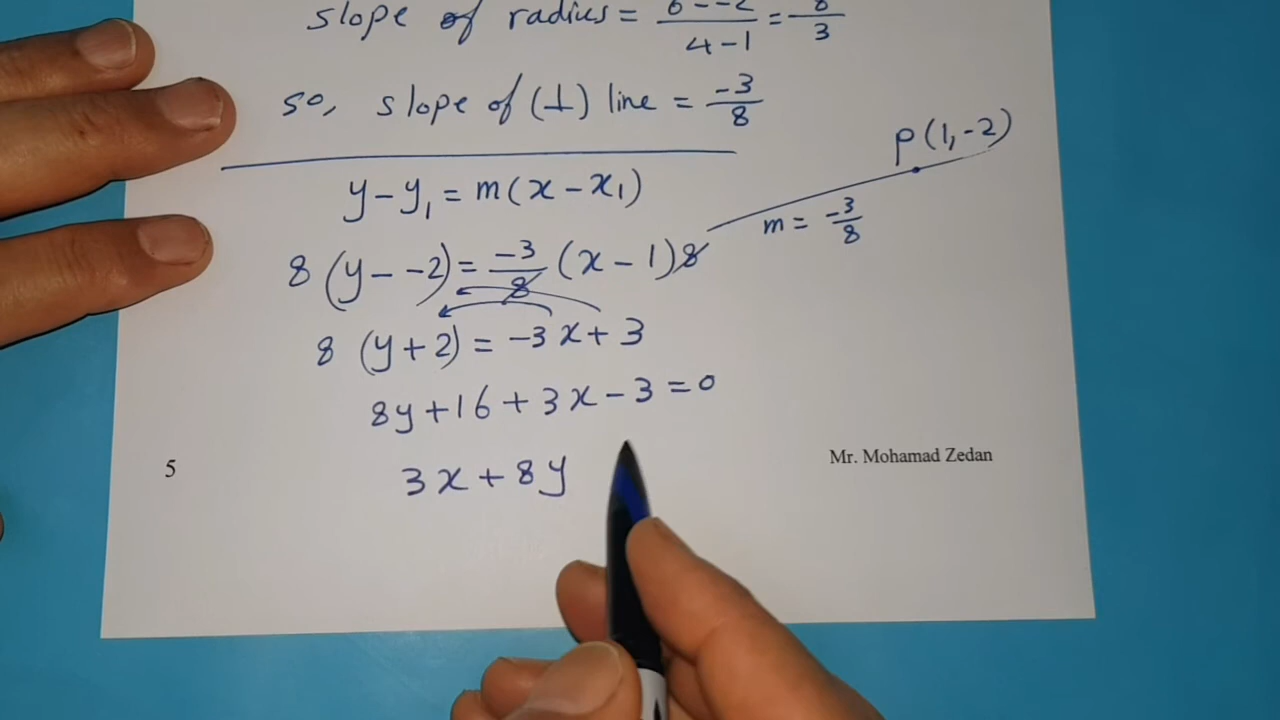 slope of radius = 6--2/4-1 = 8/3
so, slope of (⊥) line = -3/8
P(1,-2)
y-y₁ = m(x-x₁)
m = -3/8
8 (y--2) = -3/8 (x-1)8
8 (y+2) = -3x+3
8y+16+3x-3=0
3x+8y
5
Mr. Mohamad Zedan